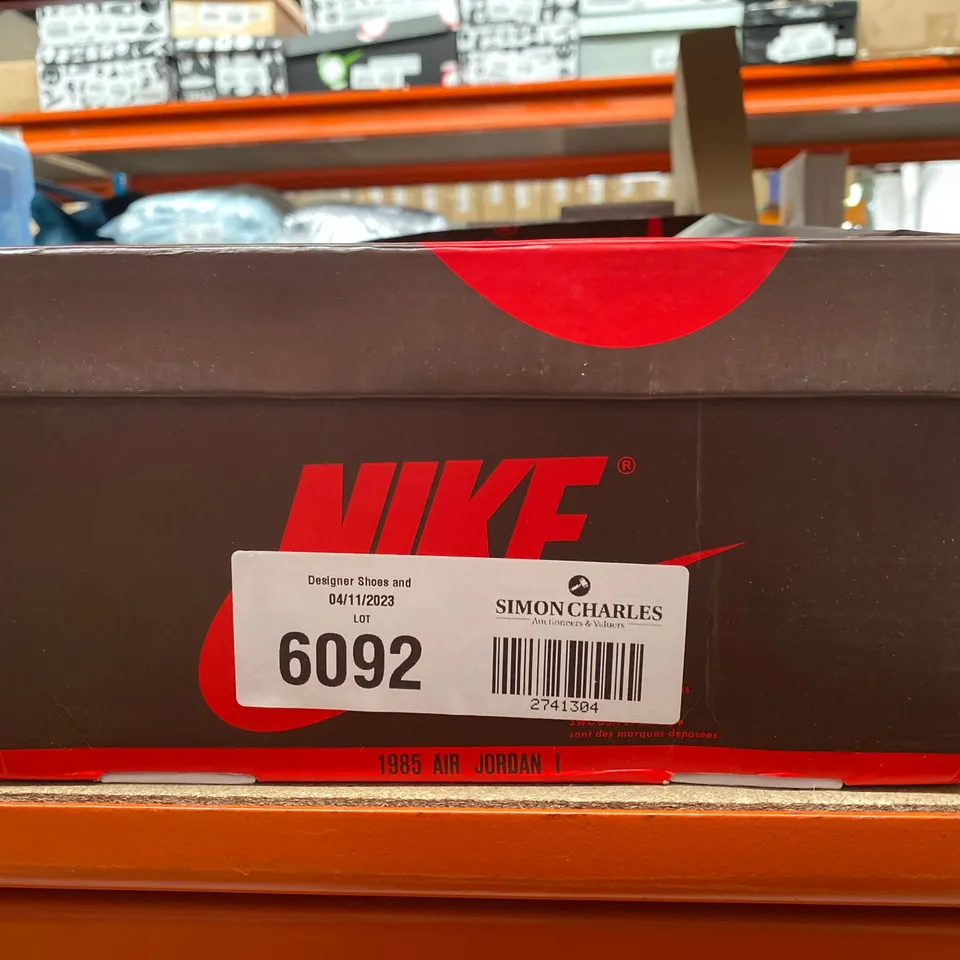 NIKE®
Designer Shoes and
04/11/2023
LOT
6092
SIMON CHARLES
Auctioneers & Valuers
2741304
sont des marques déposées
1985 AIR JORDAN I